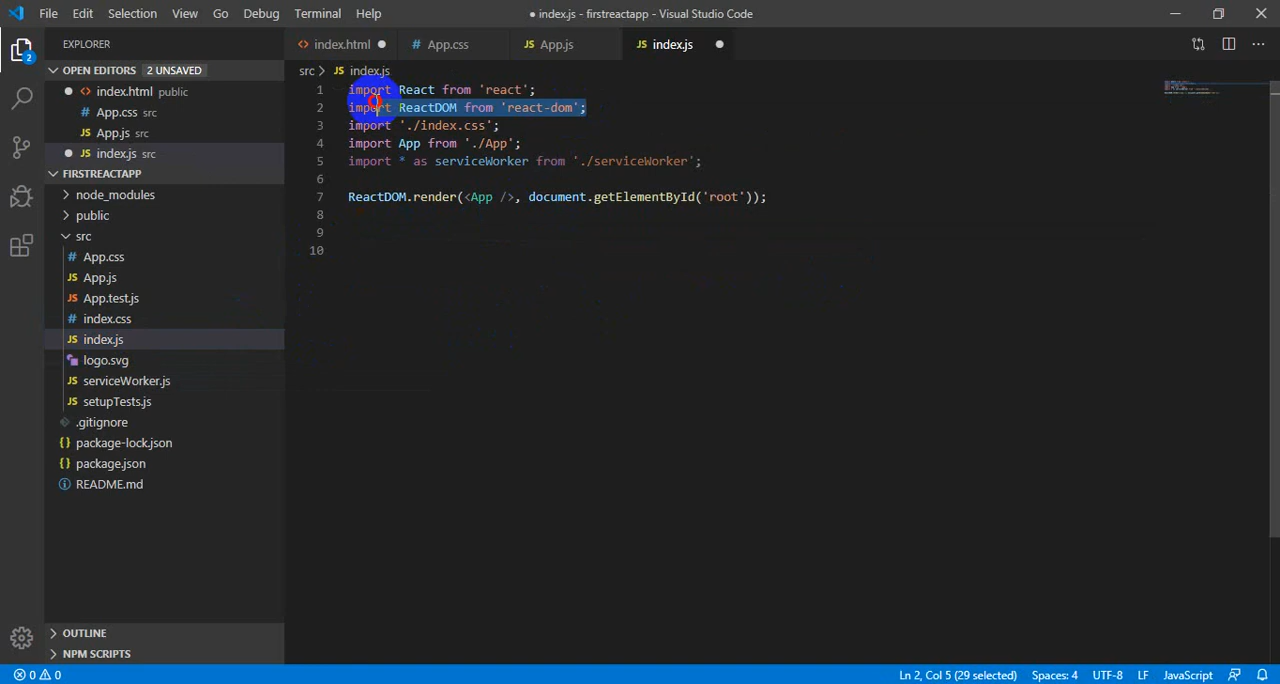 File Edit Selection View Go Debug Terminal Help
● index.js - firstreactapp - Visual Studio Code
2
EXPLORER
OPEN EDITORS 2 UNSAVED
index.html public
App.css src
App.js src
index.js src
FIRSTREACTAPP
node_modules
public
src
App.css
App.js
App.test.js
index.css
index.js
logo.svg
serviceWorker.js
setupTests.js
.gitignore
package-lock.json
package.json
README.md
OUTLINE
NPM SCRIPTS
index.html App.css App.js index.js
src > JS index.js
1 import React from 'react';
2 import ReactDOM from 'react-dom';
3 import './index.css';
4 import App from './App';
5 import * as serviceWorker from './serviceWorker';
6
7 ReactDOM.render(<App />, document.getElementById('root'));
8
9
10
0 0 Ln 2, Col 5 (29 selected) Spaces: 4 UTF-8 LF JavaScript